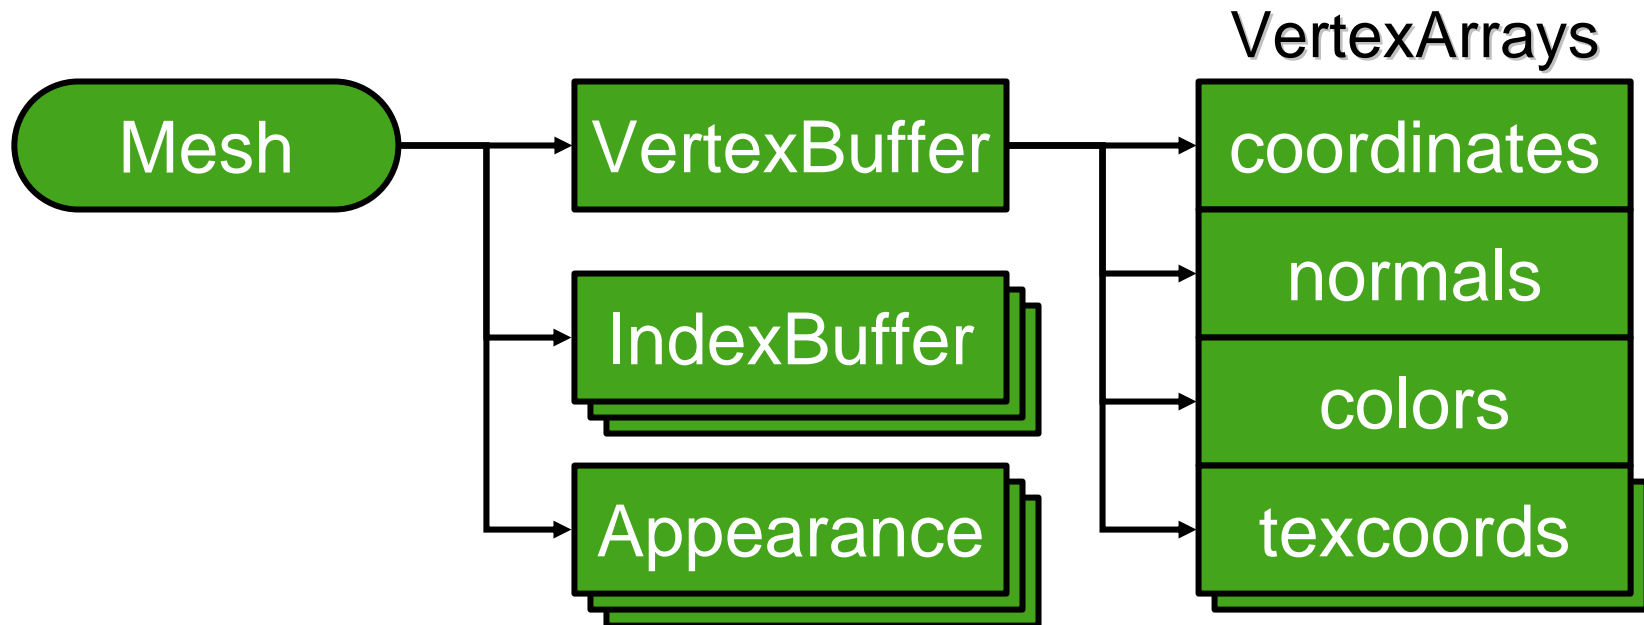 VertexArrays
Mesh
VertexBuffer
coordinates
normals
IndexBuffer
colors
Appearance
texcoords